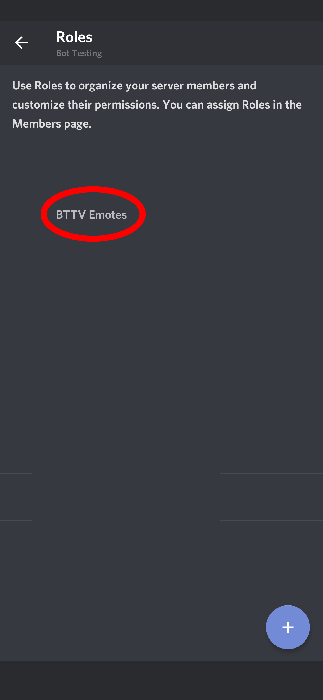 Roles
Bot Testing
Use Roles to organize your server members and
customize their permissions. You can assign Roles in the
Members page.
BTTV Emotes